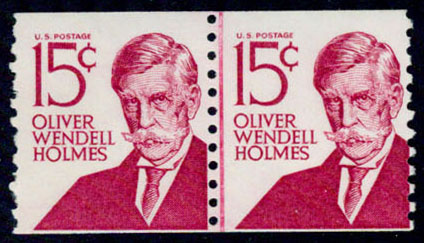 U.S. POSTAGE
15¢
OLIVER
WENDELL
HOLMES
U.S. POSTAGE
15¢
OLIVER
WENDELL
HOLMES